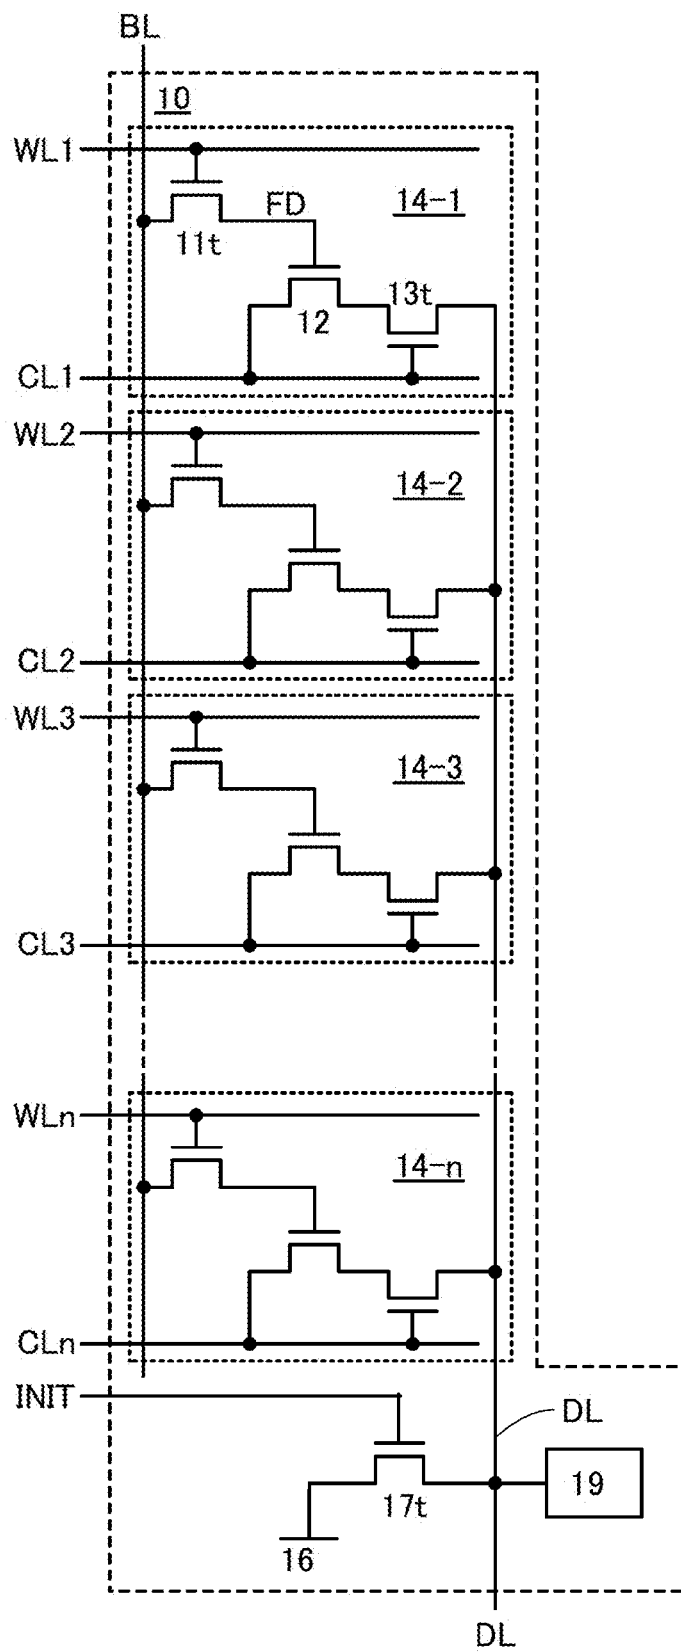 BL
10
WL1
14-1
FD
11t
13t
12
CL1
WL2
14-2
CL2
WL3
14-3
CL3
WLn
14-n
CLn
INIT
DL
19
17t
16
DL